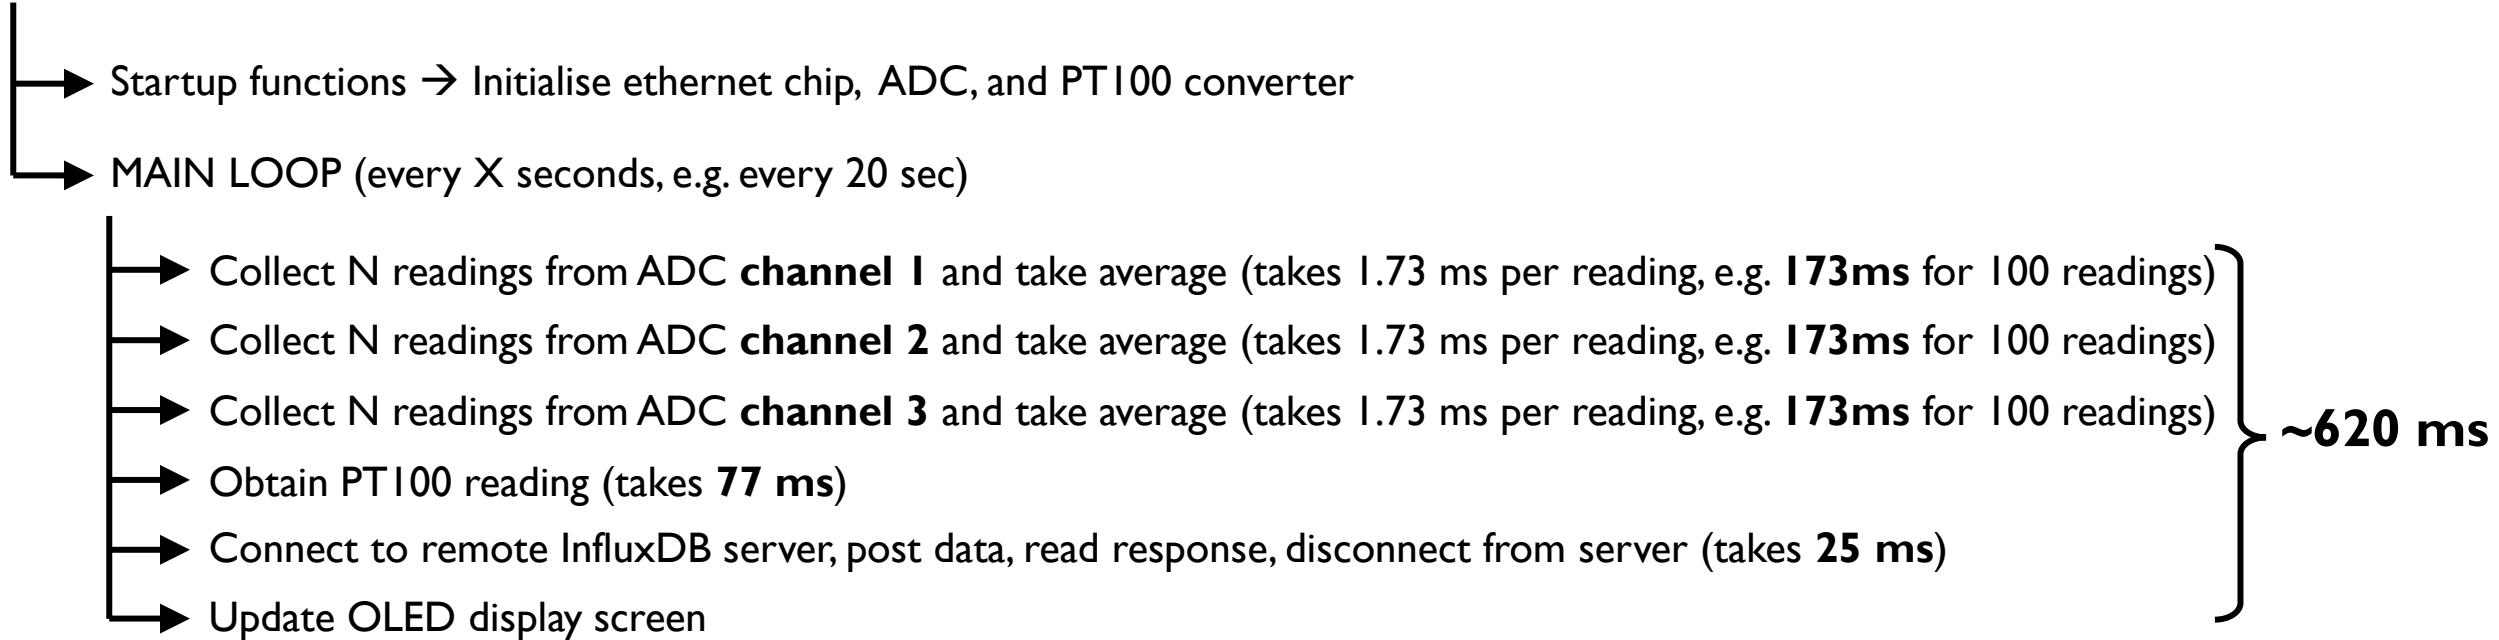 Startup functions → Initialise ethernet chip, ADC, and PT100 converter
MAIN LOOP (every X seconds, e.g. every 20 sec)
Collect N readings from ADC channel 1 and take average (takes 1.73 ms per reading, e.g. 173ms for 100 readings)
Collect N readings from ADC channel 2 and take average (takes 1.73 ms per reading, e.g. 173ms for 100 readings)
Collect N readings from ADC channel 3 and take average (takes 1.73 ms per reading, e.g. 173ms for 100 readings)
~620 ms
Obtain PT100 reading (takes 77 ms)
Connect to remote InfluxDB server, post data, read response, disconnect from server (takes 25 ms)
Update OLED display screen